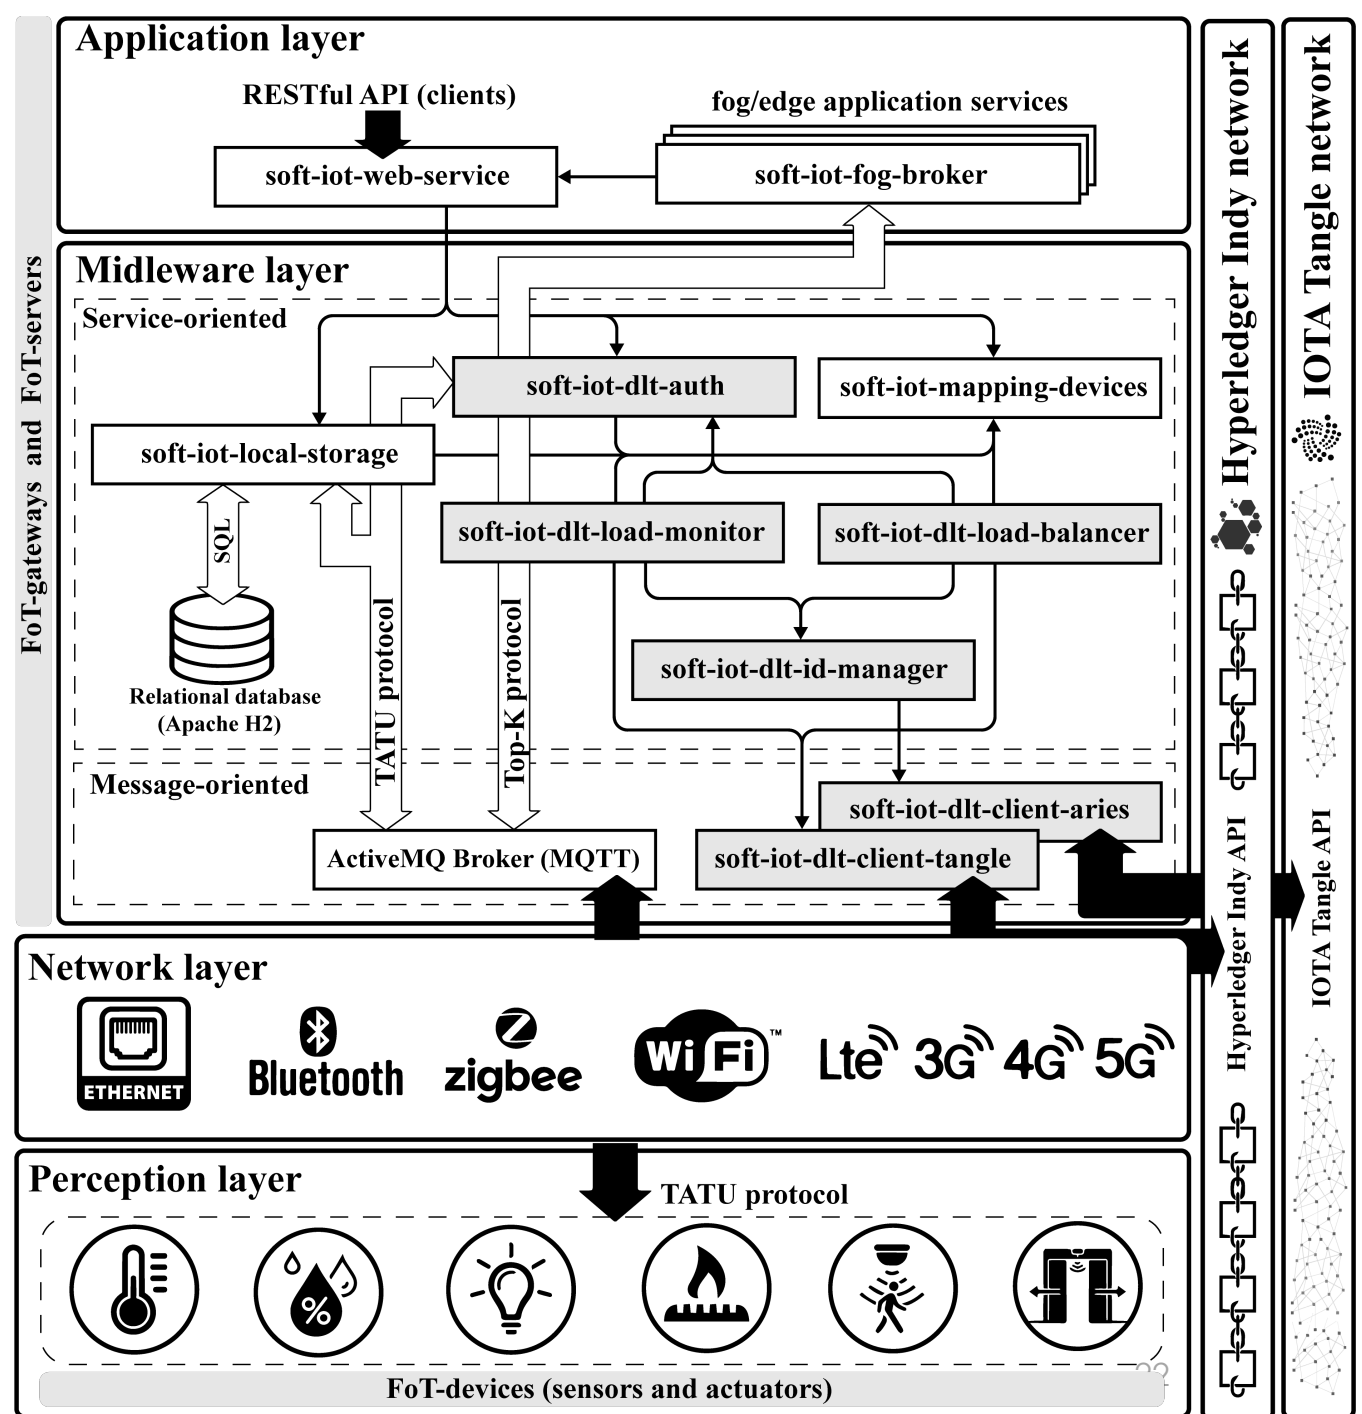 Application layer
RESTful API (clients)
fog/edge application services
soft-iot-web-service
soft-iot-fog-broker
FoT-gateways and FoT-servers
Midleware layer
Service-oriented
soft-iot-dlt-auth
soft-iot-mapping-devices
soft-iot-local-storage
SQL
soft-iot-dlt-load-monitor
soft-iot-dlt-load-balancer
Relational database
(Apache H2)
TATU protocol
Top-K protocol
soft-iot-dlt-id-manager
Message-oriented
soft-iot-dlt-client-aries
ActiveMQ Broker (MQTT)
soft-iot-dlt-client-tangle
Network layer
ETHERNET
Bluetooth
zigbee
WiFi™
Lte 3G 4G 5G
Perception layer
TATU protocol
%
FoT-devices (sensors and actuators)
Hyperledger Indy network
Hyperledger Indy API
IOTA Tangle network
IOTA Tangle API